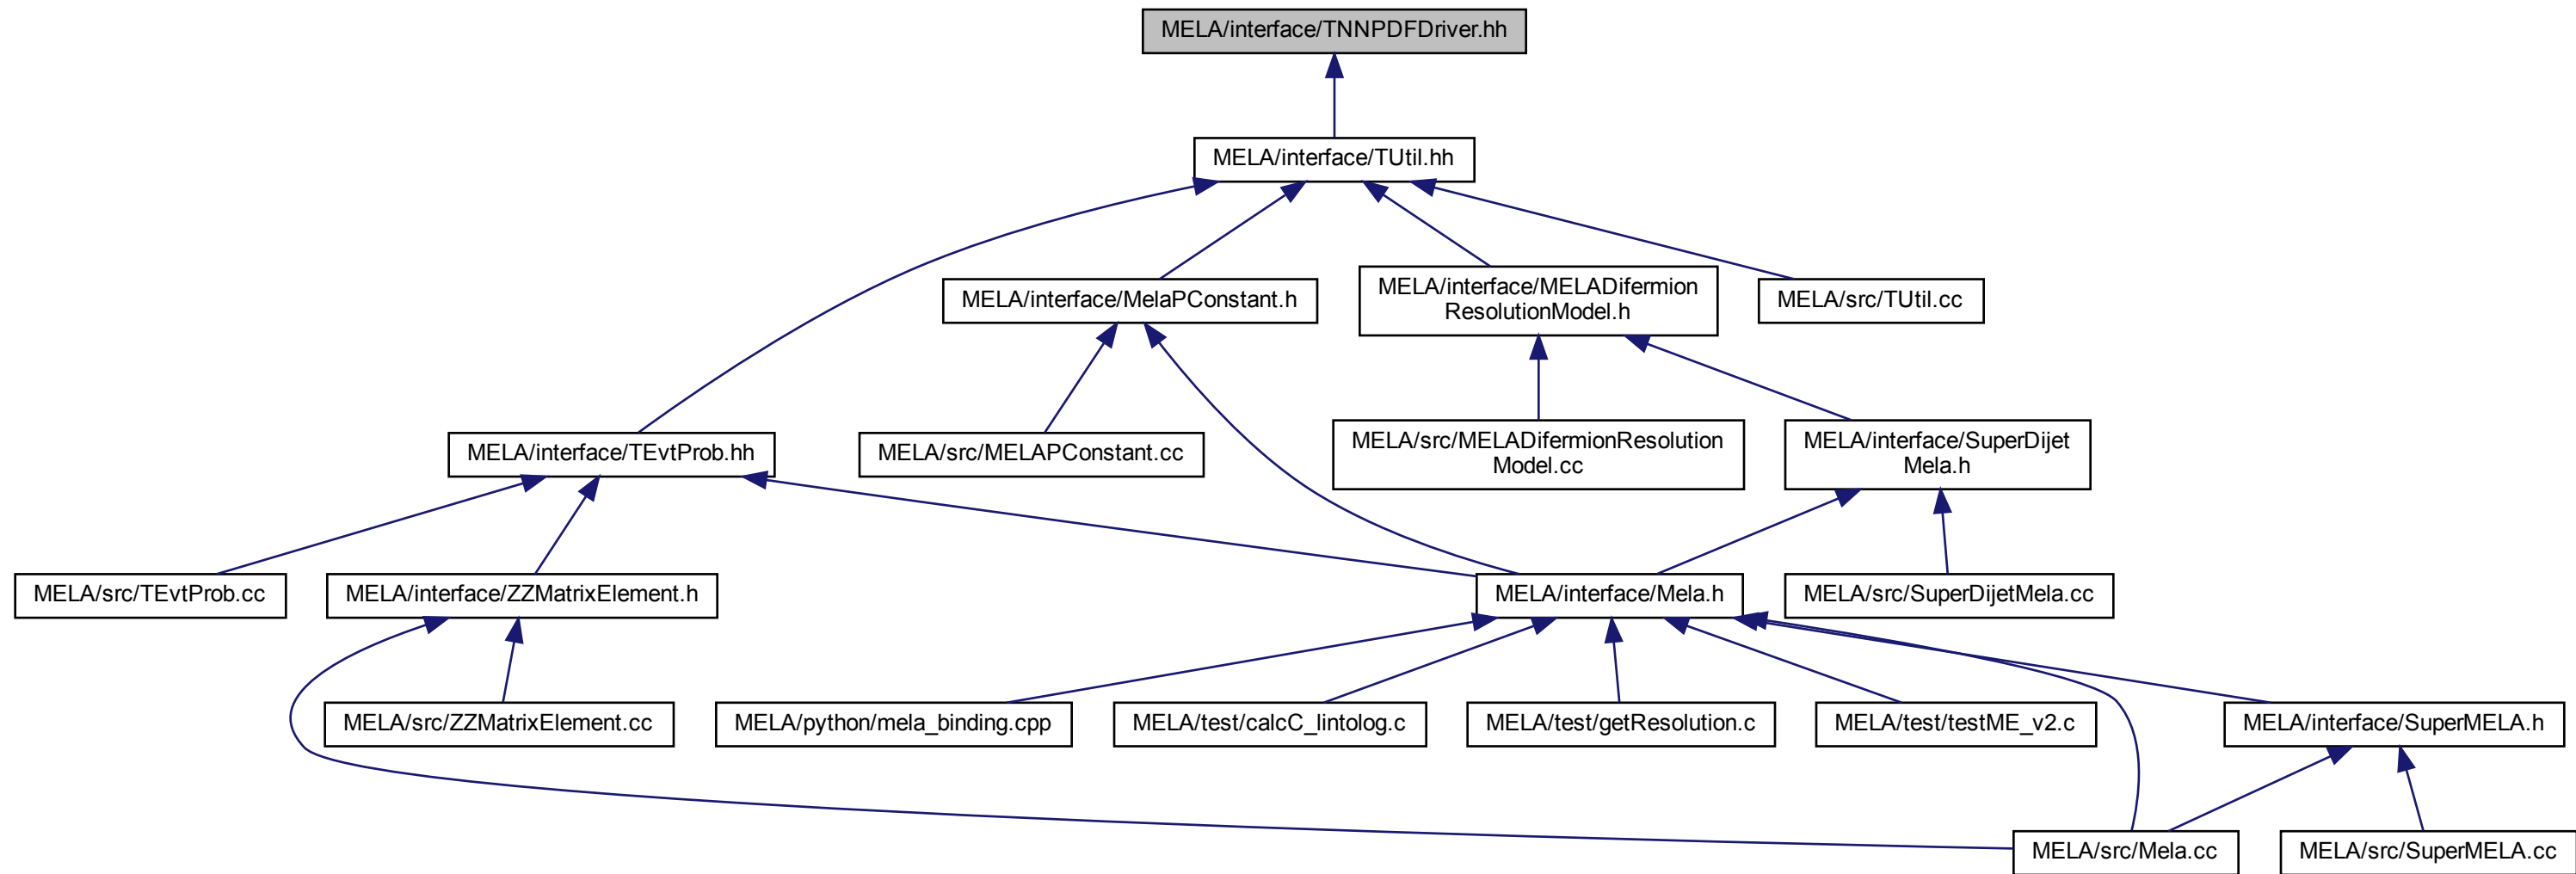 MELA/interface/TNNPDFDriver.hh
MELA/interface/TUtil.hh
MELA/interface/MelaPConstant.h
MELA/interface/MELADifermion
ResolutionModel.h
MELA/src/TUtil.cc
MELA/interface/TEvtProb.hh
MELA/src/MELAPConstant.cc
MELA/src/MELADifermionResolution
Model.cc
MELA/interface/SuperDijet
Mela.h
MELA/src/TEvtProb.cc
MELA/interface/ZZMatrixElement.h
MELA/interface/Mela.h
MELA/src/SuperDijetMela.cc
MELA/src/ZZMatrixElement.cc
MELA/python/mela_binding.cpp
MELA/test/calcC_lintolog.c
MELA/test/getResolution.c
MELA/test/testME_v2.c
MELA/interface/SuperMELA.h
MELA/src/Mela.cc
MELA/src/SuperMELA.cc